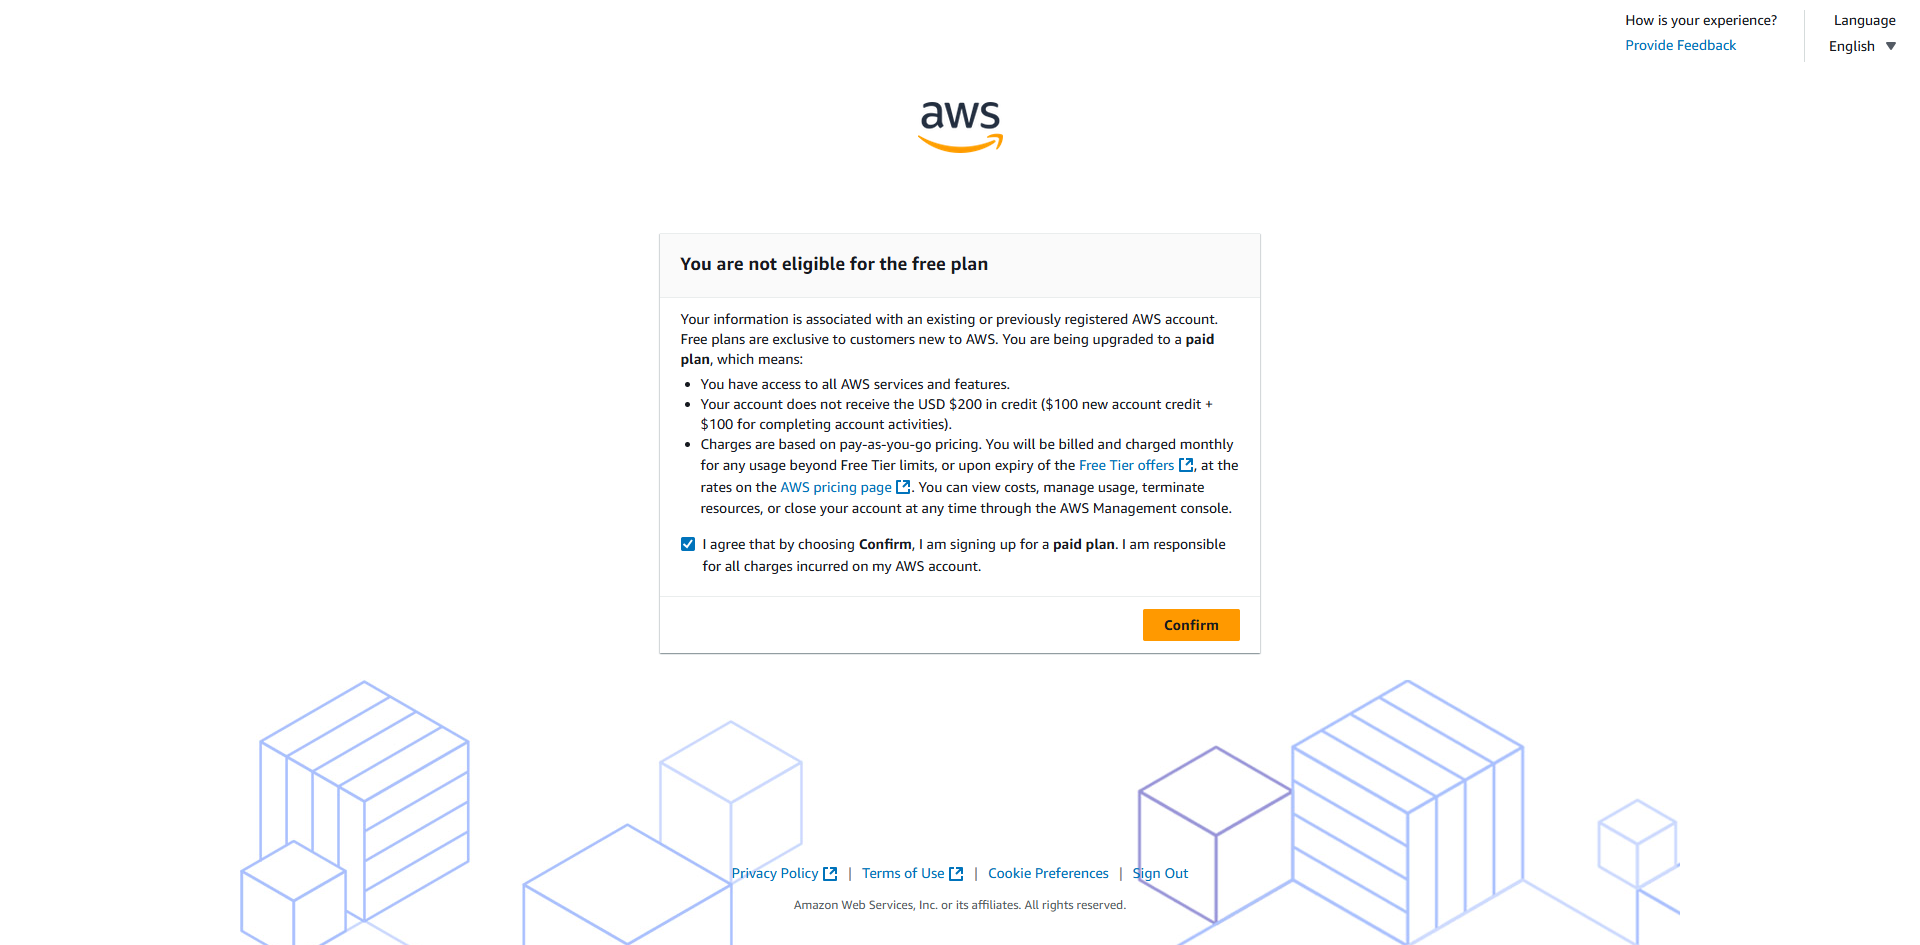 How is your experience?
Provide Feedback
Language
English
aws
You are not eligible for the free plan
Your information is associated with an existing or previously registered AWS account.
Free plans are exclusive to customers new to AWS. You are being upgraded to a paid
plan, which means:
• You have access to all AWS services and features.
• Your account does not receive the USD $200 in credit ($100 new account credit +
$100 for completing account activities).
• Charges are based on pay-as-you-go pricing. You will be billed and charged monthly
for any usage beyond Free Tier limits, or upon expiry of the Free Tier offers, at the
rates on the AWS pricing page. You can view costs, manage usage, terminate
resources, or close your account at any time through the AWS Management console.
I agree that by choosing Confirm, I am signing up for a paid plan. I am responsible
for all charges incurred on my AWS account.
Confirm
Privacy Policy | Terms of Use | Cookie Preferences | Sign Out
Amazon Web Services, Inc. or its affiliates. All rights reserved.